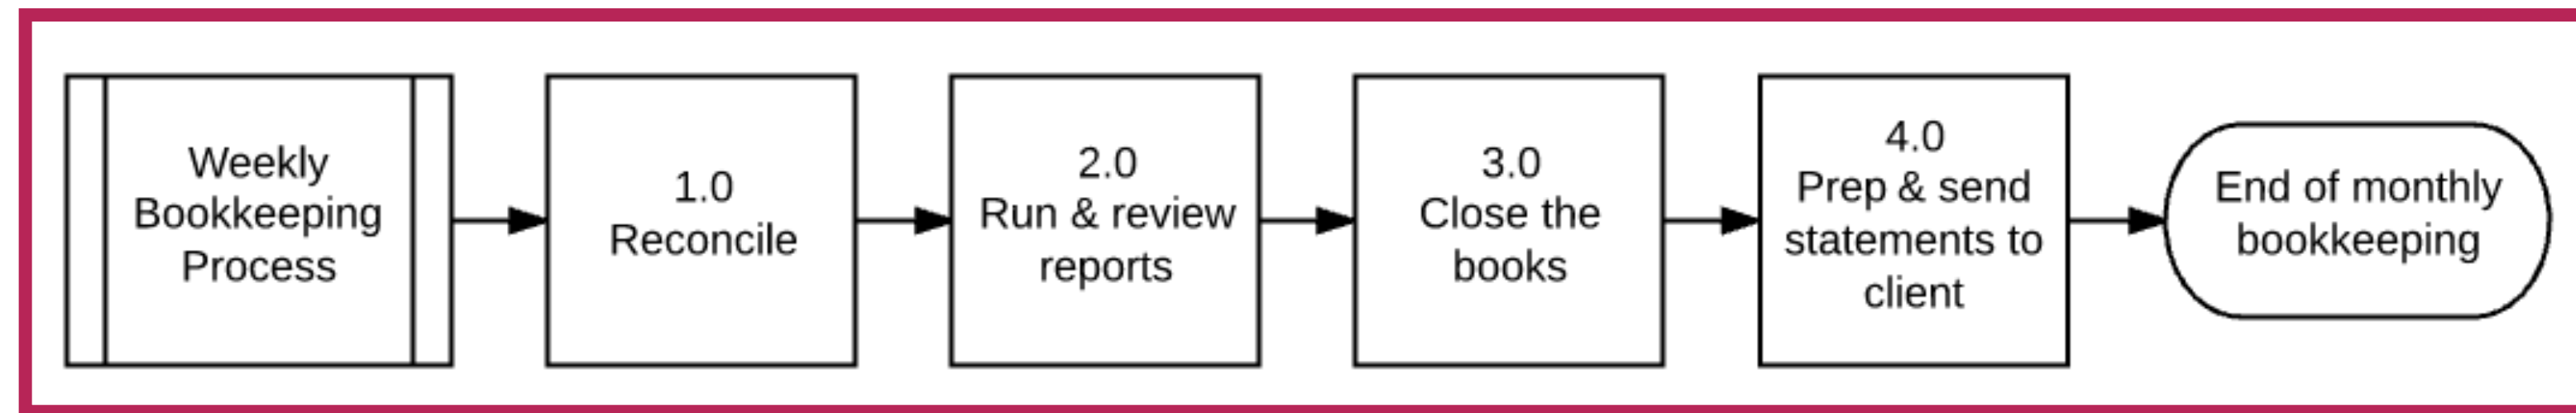 Weekly
Bookkeeping
Process
1.0
Reconcile
2.0
Run & review
reports
3.0
Close the
books
4.0
Prep & send
statements to
client
End of monthly
bookkeeping